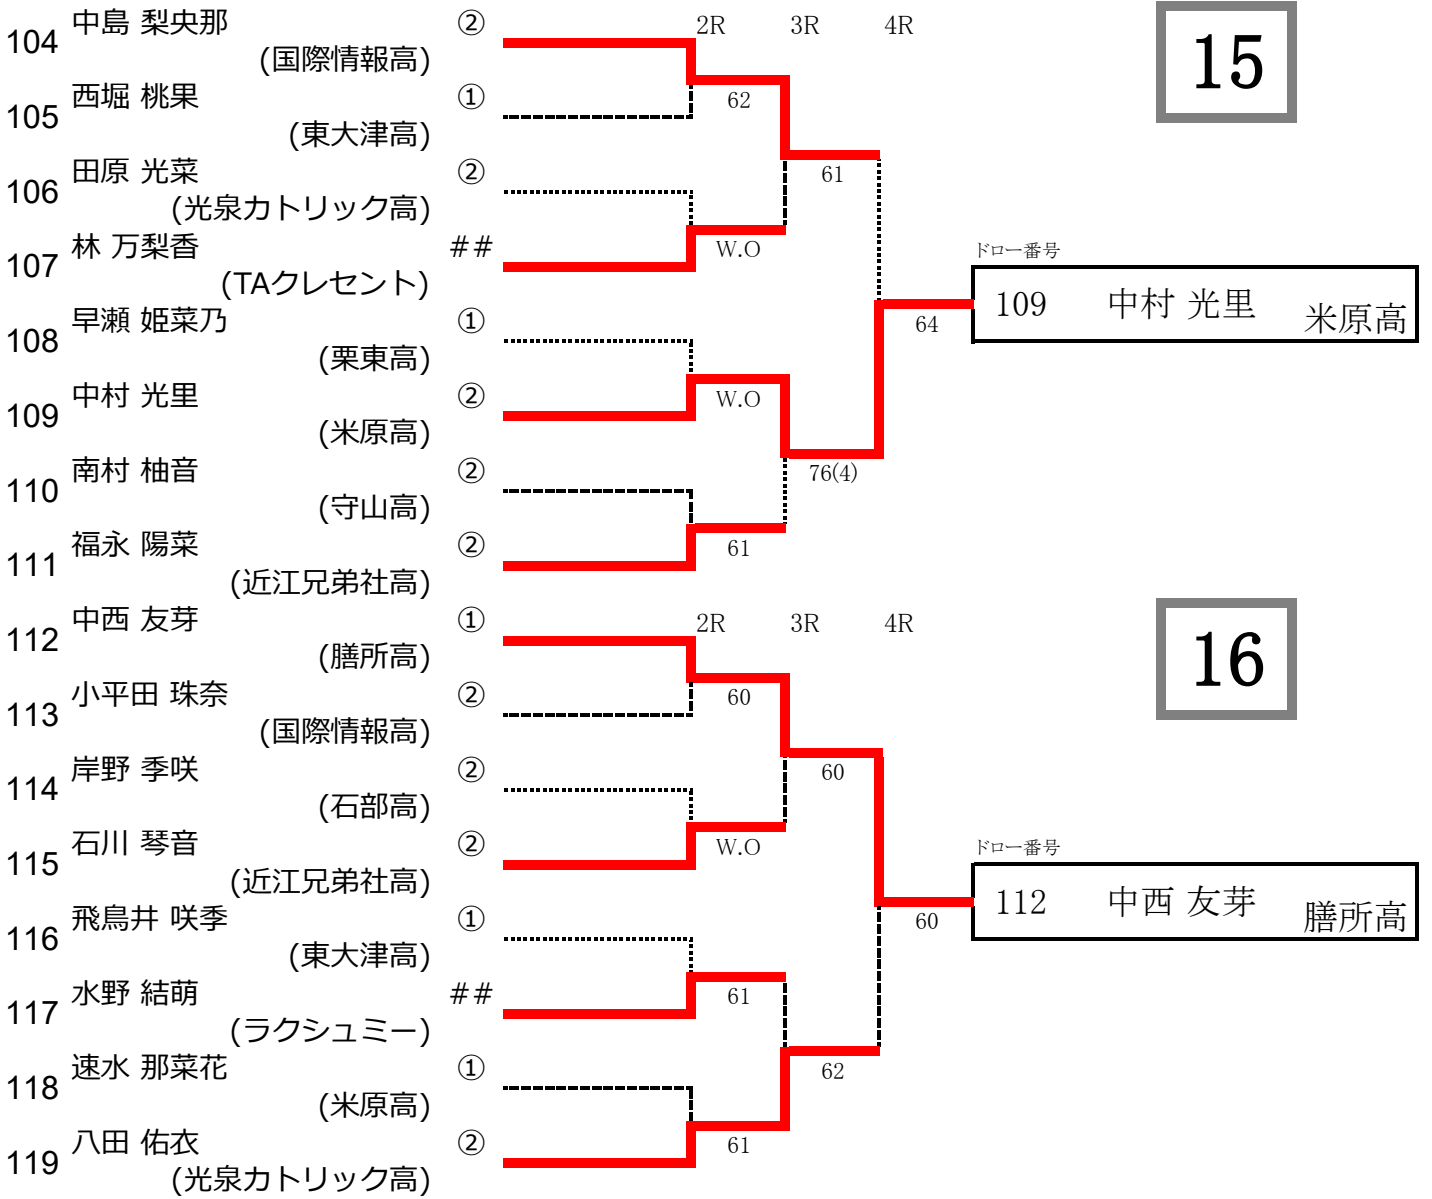 104 中島 梨央那 ② 2R 3R 4R 15
(国際情報高)
105 西堀 桃果 ① 62
(東大津高)
106 田原 光菜 ② 61
(光泉カトリック高)
107 林 万梨香 ## W.O ドロー番号
(TAクレセント)
108 早瀬 姫菜乃 ① 64 109 中村 光里 米原高
(栗東高)
109 中村 光里 ② W.O
(米原高)
110 南村 柚音 ② 76(4)
(守山高)
111 福永 陽菜 ② 61
(近江兄弟社高)
112 中西 友芽 ① 2R 3R 4R 16
(膳所高)
113 小平田 珠奈 ② 60
(国際情報高)
114 岸野 季咲 ② 60
(石部高)
115 石川 琴音 ② W.O ドロー番号
(近江兄弟社高)
116 飛鳥井 咲季 ① 60 112 中西 友芽 膳所高
(東大津高)
117 水野 結萌 ## 61
(ラクシュミー)
118 速水 那菜花 ① 62
(米原高)
119 八田 佑衣 ② 61
(光泉カトリック高)